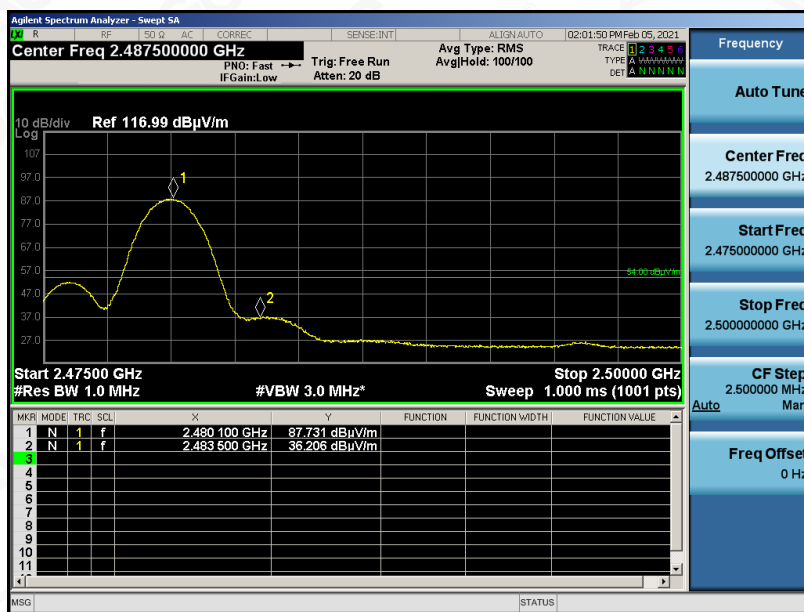 Agilent Spectrum Analyzer - Swept SA
LXI R RF 50 Ω AC CORREC SENSE:INT ALIGN AUTO 02:01:50 PM Feb 05, 2021
Center Freq 2.487500000 GHz
PNO: Fast
IFGain:Low
Trig: Free Run
Atten: 20 dB
Avg Type: RMS
Avg|Hold: 100/100
TRACE 1 2 3 4 5 6
TYPE A WWWWW
DET A N N N N N
10 dB/div Ref 116.99 dBµV/m
Log
107
97.0
87.0
77.0
67.0
57.0
47.0
37.0
27.0
1
2
54.00 dBµV/m
Start 2.47500 GHz Stop 2.50000 GHz
#Res BW 1.0 MHz #VBW 3.0 MHz* Sweep 1.000 ms (1001 pts)
MKR MODE TRC SCL X Y FUNCTION FUNCTION WIDTH FUNCTION VALUE
1 N 1 f 2.480 100 GHz 87.731 dBµV/m
2 N 1 f 2.483 500 GHz 36.206 dBµV/m
3
4
5
6
7
8
9
10
11
MSG STATUS
Frequency
Auto Tune
Center Freq
2.487500000 GHz
Start Freq
2.475000000 GHz
Stop Freq
2.500000000 GHz
CF Step
2.500000 MHz
Auto Man
Freq Offset
0 Hz